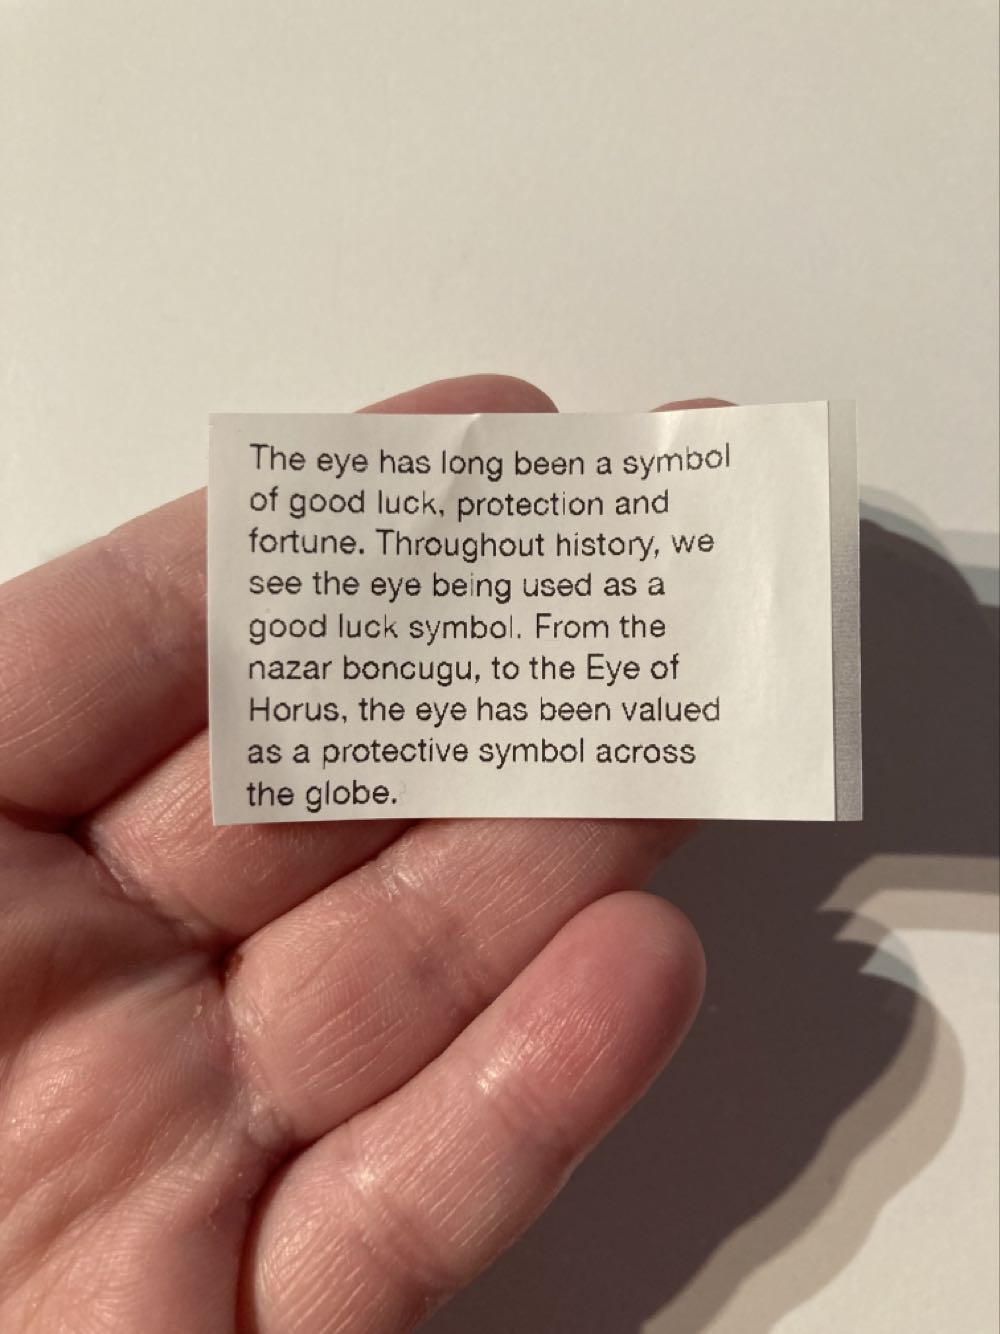 The eye has long been a symbol
of good luck, protection and
fortune. Throughout history, we
see the eye being used as a
good luck symbol. From the
nazar boncugu, to the Eye of
Horus, the eye has been valued
as a protective symbol across
the globe.